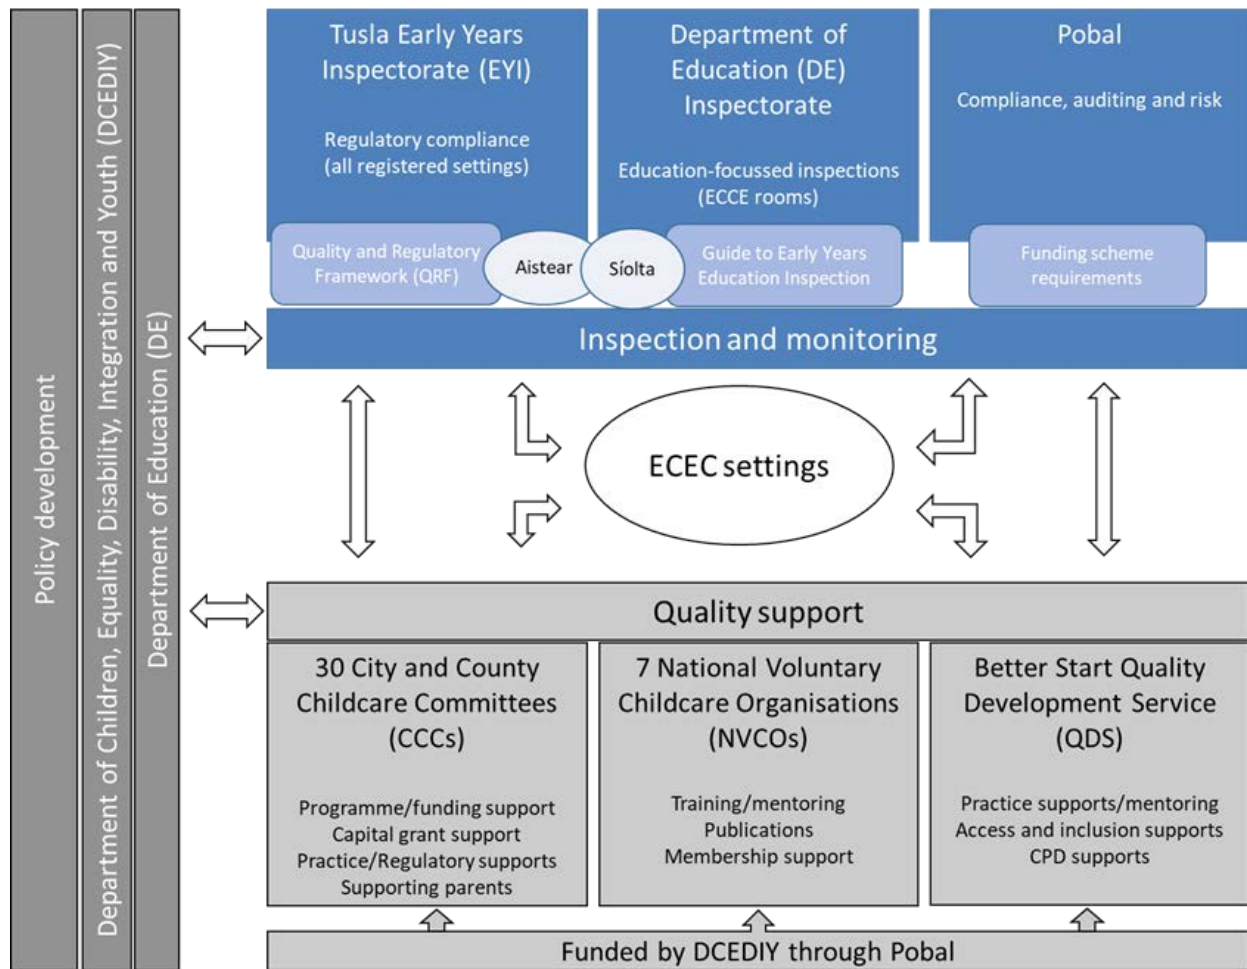 Policy development
Department of Children, Equality, Disability, Integration and Youth (DCEDIY)
Department of Education (DE)
Tusla Early Years
Inspectorate (EYI)
Regulatory compliance
(all registered settings)
Department of
Education (DE)
Inspectorate
Education-focussed inspections
(ECCE rooms)
Pobal
Compliance, auditing and risk
Quality and Regulatory
Framework (QRF)
Aistear
Síolta
Guide to Early Years
Education Inspection
Funding scheme
requirements
Inspection and monitoring
ECEC settings
Quality support
30 City and County
Childcare Committees
(CCCs)
Programme/funding support
Capital grant support
Practice/Regulatory supports
Supporting parents
7 National Voluntary
Childcare Organisations
(NVCOs)
Training/mentoring
Publications
Membership support
Better Start Quality
Development Service
(QDS)
Practice supports/mentoring
Access and inclusion supports
CPD supports
Funded by DCEDIY through Pobal